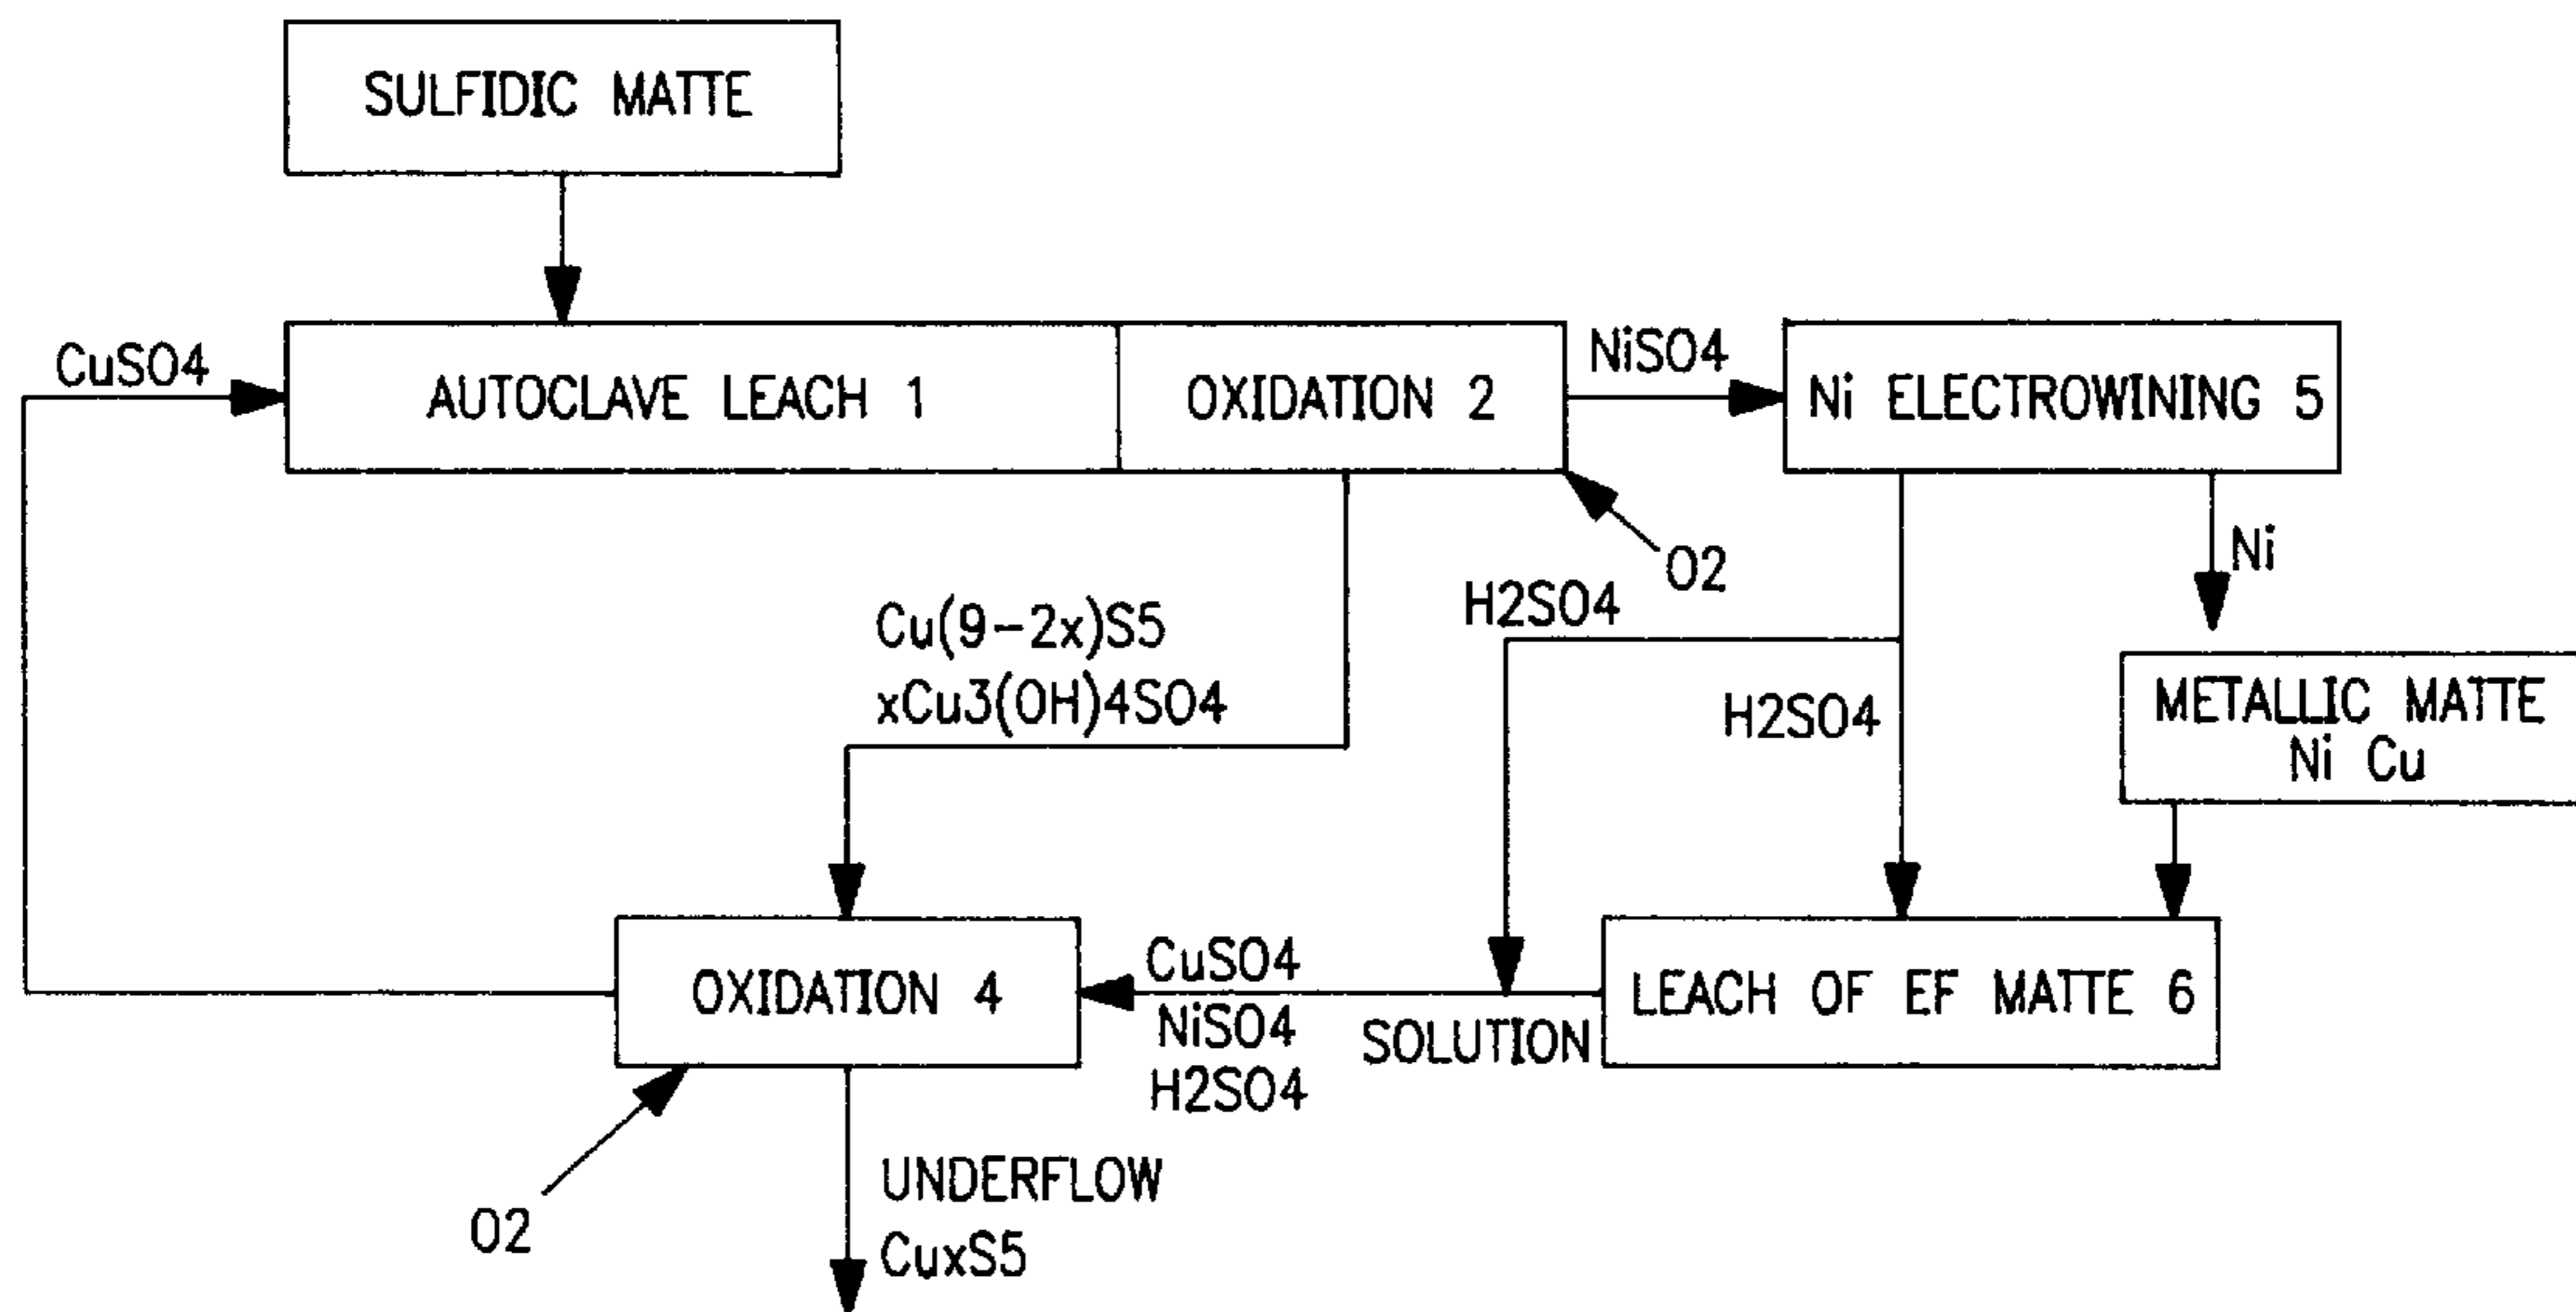 SULFIDIC MATTE
CuSO4
AUTOCLAVE LEACH 1
OXIDATION 2
NiSO4
Ni ELECTROWINING 5
O2
Ni
H2SO4
Cu(9-2x)S5
xCu3(OH)4SO4
H2SO4
METALLIC MATTE
Ni Cu
OXIDATION 4
CuSO4
NiSO4
H2SO4
SOLUTION
LEACH OF EF MATTE 6
O2
UNDERFLOW
CuxS5